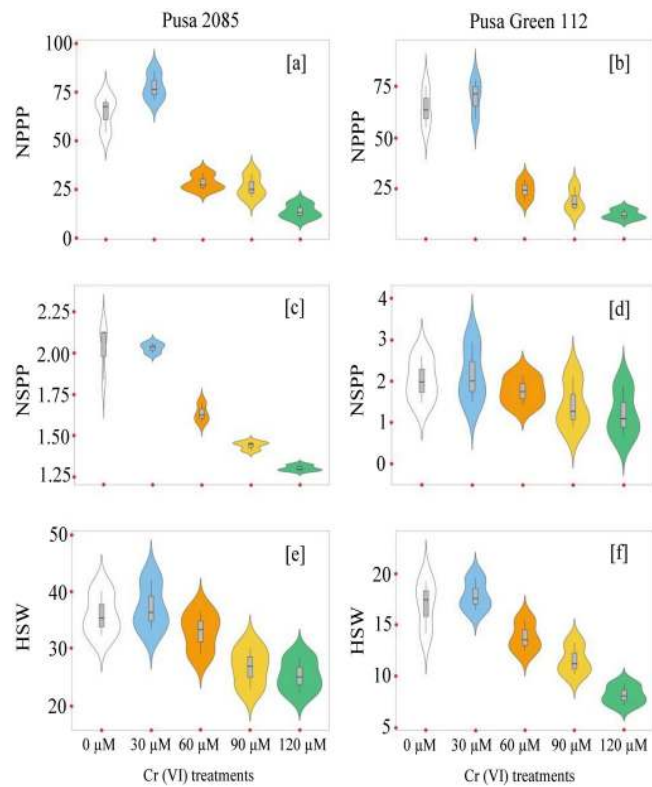 Pusa 2085
Pusa Green 112
100
75
50
25
0
NPPP
[a]
75
50
25
NPPP
[b]
2.25
2.00
1.75
1.50
1.25
NSPP
[c]
4
3
2
1
0
NSPP
[d]
50
40
30
20
HSW
[e]
0 µM 30 µM 60 µM 90 µM 120 µM
Cr (VI) treatments
20
15
10
5
HSW
[f]
0 µM 30 µM 60 µM 90 µM 120 µM
Cr (VI) treatments